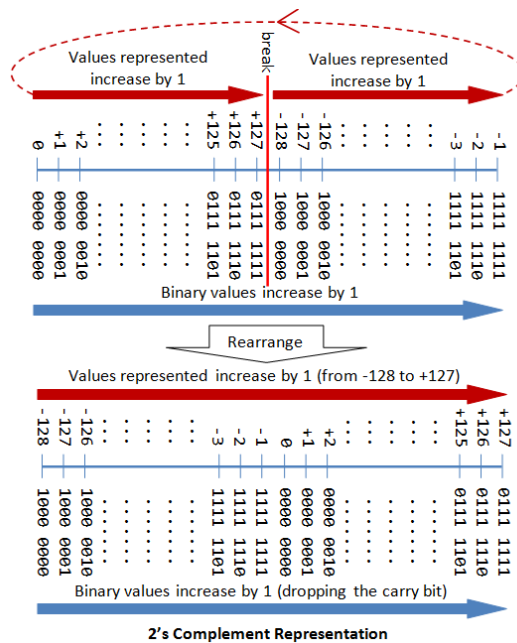 break
Values represented increase by 1
Values represented increase by 1
0 +1 +2 ...... +125 +126 +127 -128 -127 -126 ...... -3 -2 -1
0000 0000 0000 0001 0000 0010 ...... 0111 1101 0111 1110 0111 1111 1000 0000 1000 0001 1000 0010 ...... 1111 1101 1111 1110 1111 1111
Binary values increase by 1
Rearrange
Values represented increase by 1 (from -128 to +127)
-128 -127 -126 ...... -3 -2 -1 0 +1 +2 ...... +125 +126 +127
1000 0000 1000 0001 1000 0010 ...... 1111 1101 1111 1110 1111 1111 0000 0000 0000 0001 0000 0010 ...... 0111 1101 0111 1110 0111 1111
Binary values increase by 1 (dropping the carry bit)
2's Complement Representation